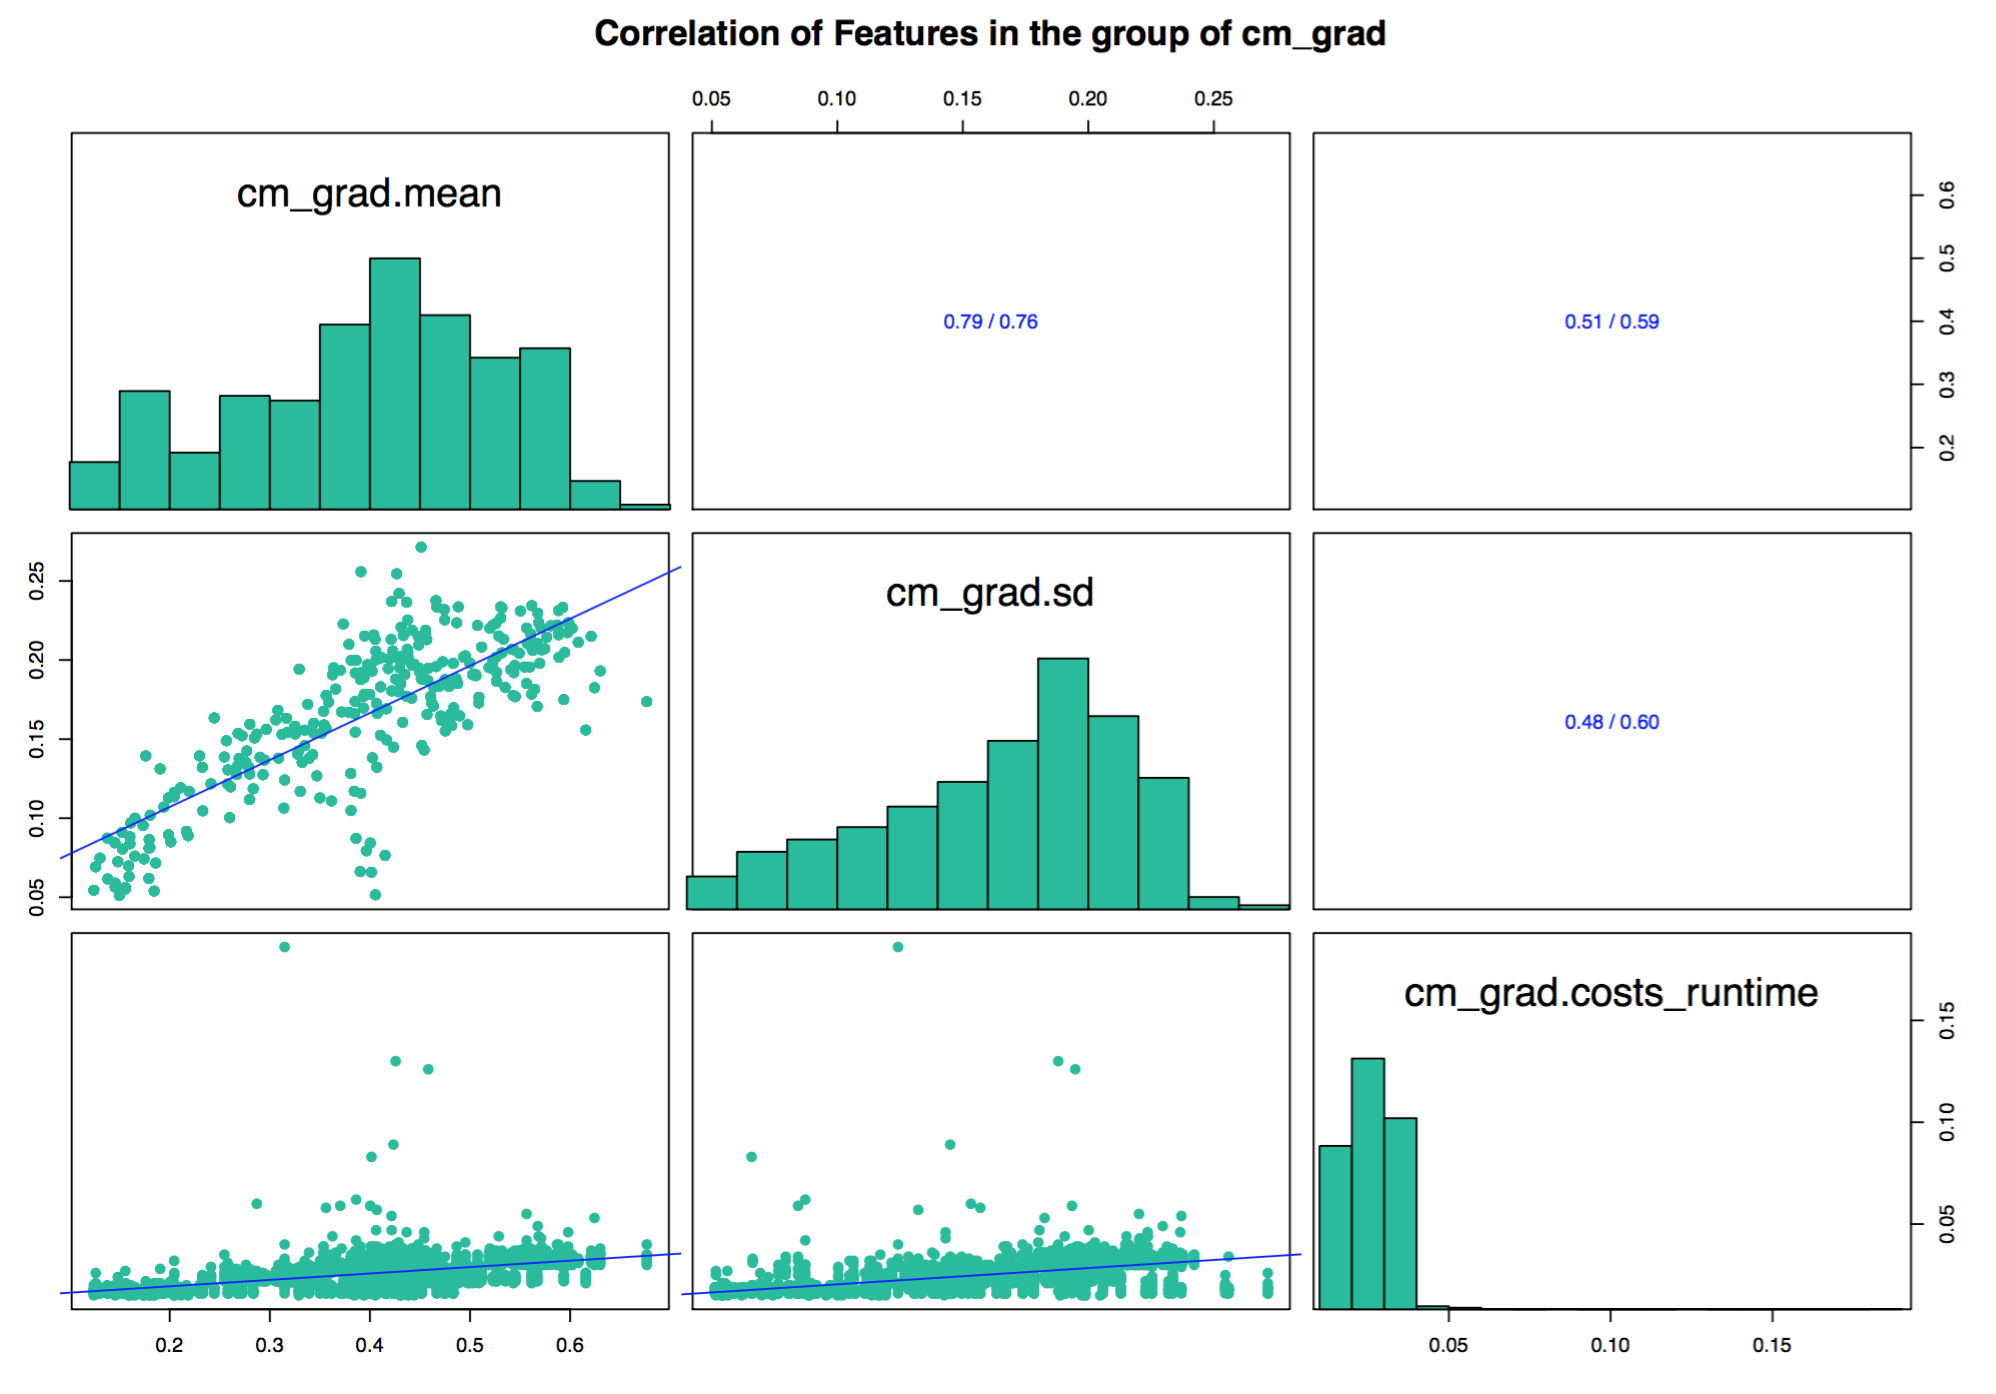 Correlation of Features in the group of cm_grad
0.05 0.10 0.15 0.20 0.25
cm_grad.mean
0.79 / 0.76
0.51 / 0.59
0.6
0.5
0.4
0.3
0.2
0.25
0.20
0.15
0.10
0.05
cm_grad.sd
0.48 / 0.60
cm_grad.costs_runtime
0.15
0.10
0.05
0.2 0.3 0.4 0.5 0.6
0.05 0.10 0.15